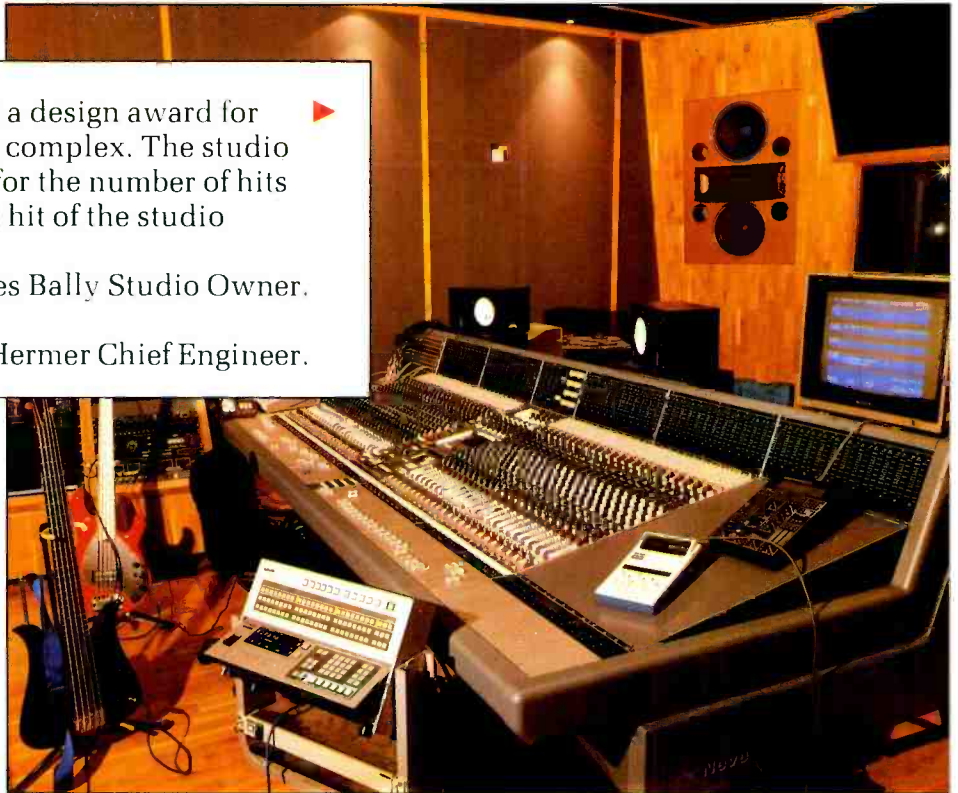 a design award for
complex. The studio
for the number of hits
hit of the studio
es Bally Studio Owner.
Hermer Chief Engineer.
Neve